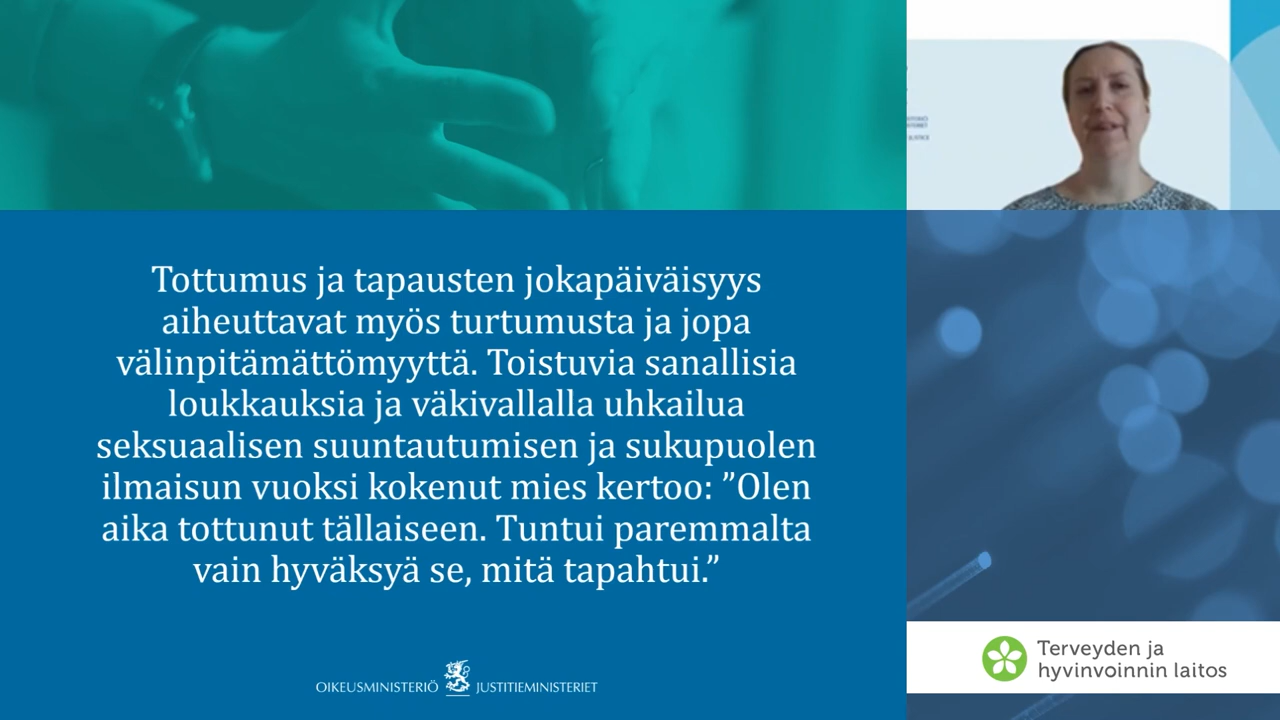 Tottumus ja tapausten jokapäiväisyys
aiheuttavat myös turtumusta ja jopa
välinpitämättömyyttä. Toistuvia sanallisia
loukkauksia ja väkivallalla uhkailua
seksuaalisen suuntautumisen ja sukupuolen
ilmaisun vuoksi kokenut mies kertoo: ”Olen
aika tottunut tällaiseen. Tuntui paremmalta
vain hyväksyä se, mitä tapahtui.”
OIKEUSMINISTERIÖ JUSTITIEMINISTERIET
Terveyden ja
hyvinvoinnin laitos